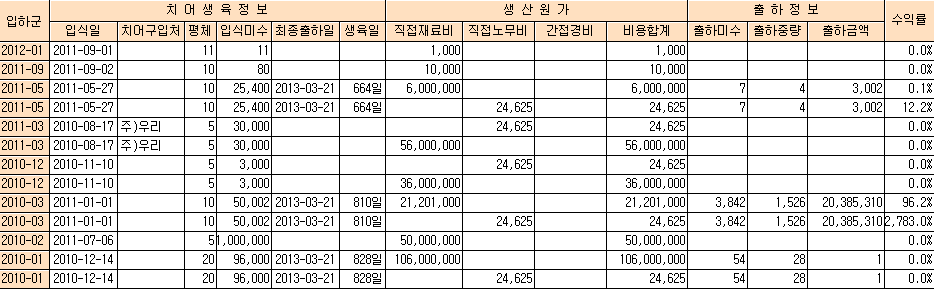 입하군 치 어 생 육 정 보 생 산 원 가 출 하 정 보 수익률
입식일 치어구입처 평체 입식미수 최종출하일 생육일 직접재료비 직접노무비 간접경비 비용합계 출하미수 출하중량 출하금액
2012-01 2011-09-01 11 11 1,000 1,000 0.0%
2011-09 2011-09-02 10 80 10,000 10,000 0.0%
2011-05 2011-05-27 10 25,400 2013-03-21 664일 6,000,000 6,000,000 7 4 3,002 0.1%
2011-05 2011-05-27 10 25,400 2013-03-21 664일 24,625 24,625 7 4 3,002 12.2%
2011-03 2010-08-17 주)우리 5 30,000 24,625 24,625 0.0%
2011-03 2010-08-17 주)우리 5 30,000 56,000,000 56,000,000 0.0%
2010-12 2010-11-10 5 3,000 24,625 24,625 0.0%
2010-12 2010-11-10 5 3,000 36,000,000 36,000,000 0.0%
2010-03 2011-01-01 10 50,002 2013-03-21 810일 21,201,000 21,201,000 3,842 1,526 20,385,310 96.2%
2010-03 2011-01-01 10 50,002 2013-03-21 810일 24,625 24,625 3,842 1,526 20,385,310 2,783.0%
2010-02 2011-07-06 5 1,000,000 50,000,000 50,000,000 0.0%
2010-01 2010-12-14 20 96,000 2013-03-21 828일 106,000,000 106,000,000 54 28 1 0.0%
2010-01 2010-12-14 20 96,000 2013-03-21 828일 24,625 24,625 54 28 1 0.0%